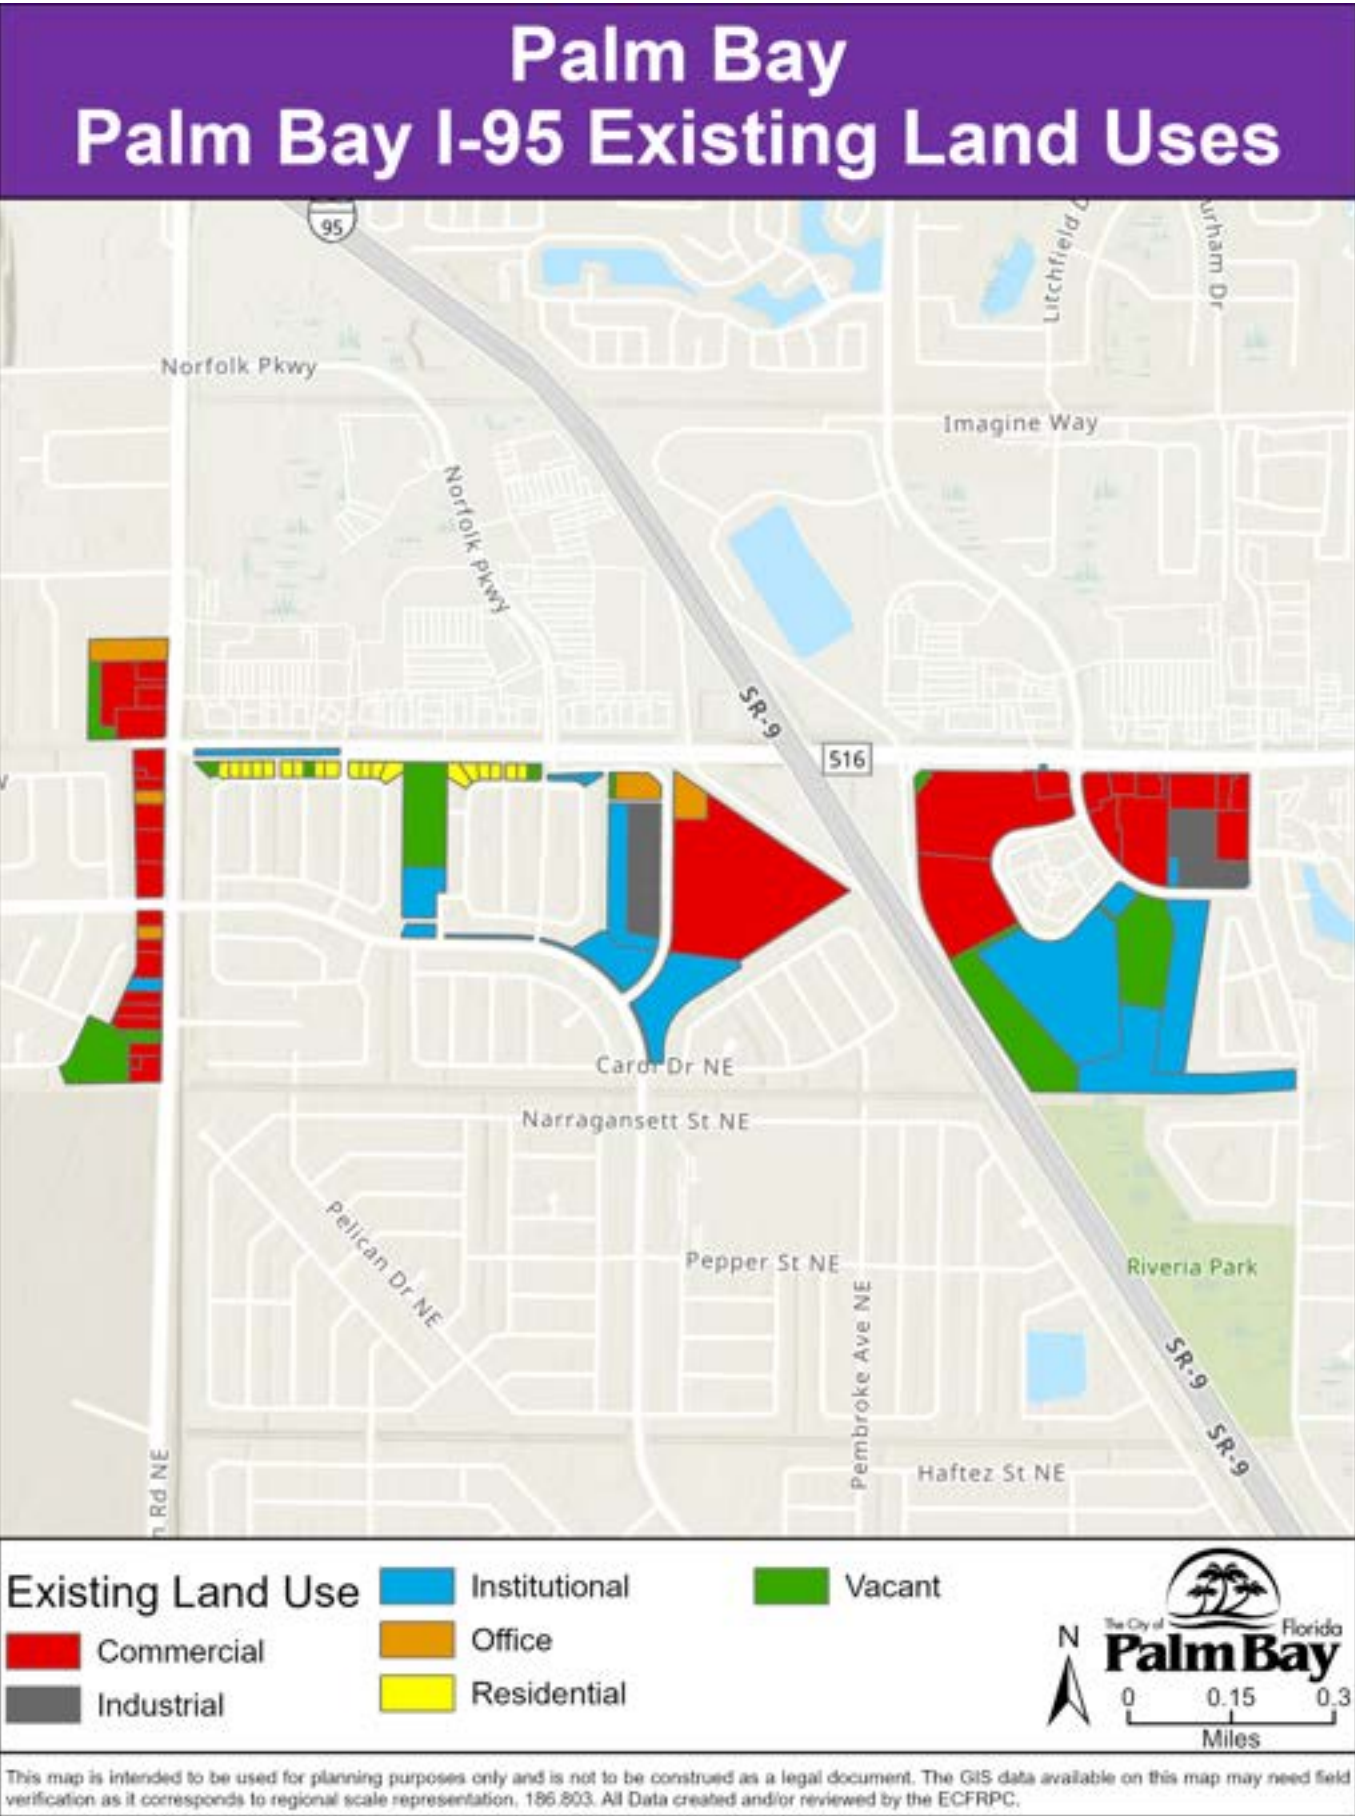 Palm Bay
Palm Bay I-95 Existing Land Uses
95
Litchfield
Norfolk Pkwy
Imagine Way
Norfolk Pkwy
SR-9
516
Carol Dr NE
Narragansett St NE
Pelican Dr NE
Pepper St NE
Riveria Park
Pembroke Ave NE
SR-9
SR-9
Haftez St NE
Rd NE
Existing Land Use
Commercial
Industrial
Institutional
Office
Residential
Vacant
N
The City of
Florida
Palm Bay
0 0.15 0.3
Miles
This map is intended to be used for planning purposes only and is not to be construed as a legal document. The GIS data available on this map may need field
verification as it corresponds to regional scale representation. 186.803. All Data created and/or reviewed by the ECFRPC.